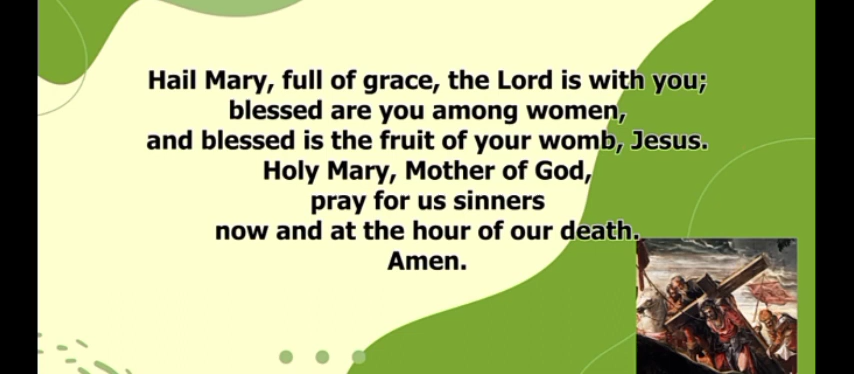 Hail Mary, full of grace, the Lord is with you;
blessed are you among women,
and blessed is the fruit of your womb, Jesus.
Holy Mary, Mother of God,
pray for us sinners
now and at the hour of our death.
Amen.